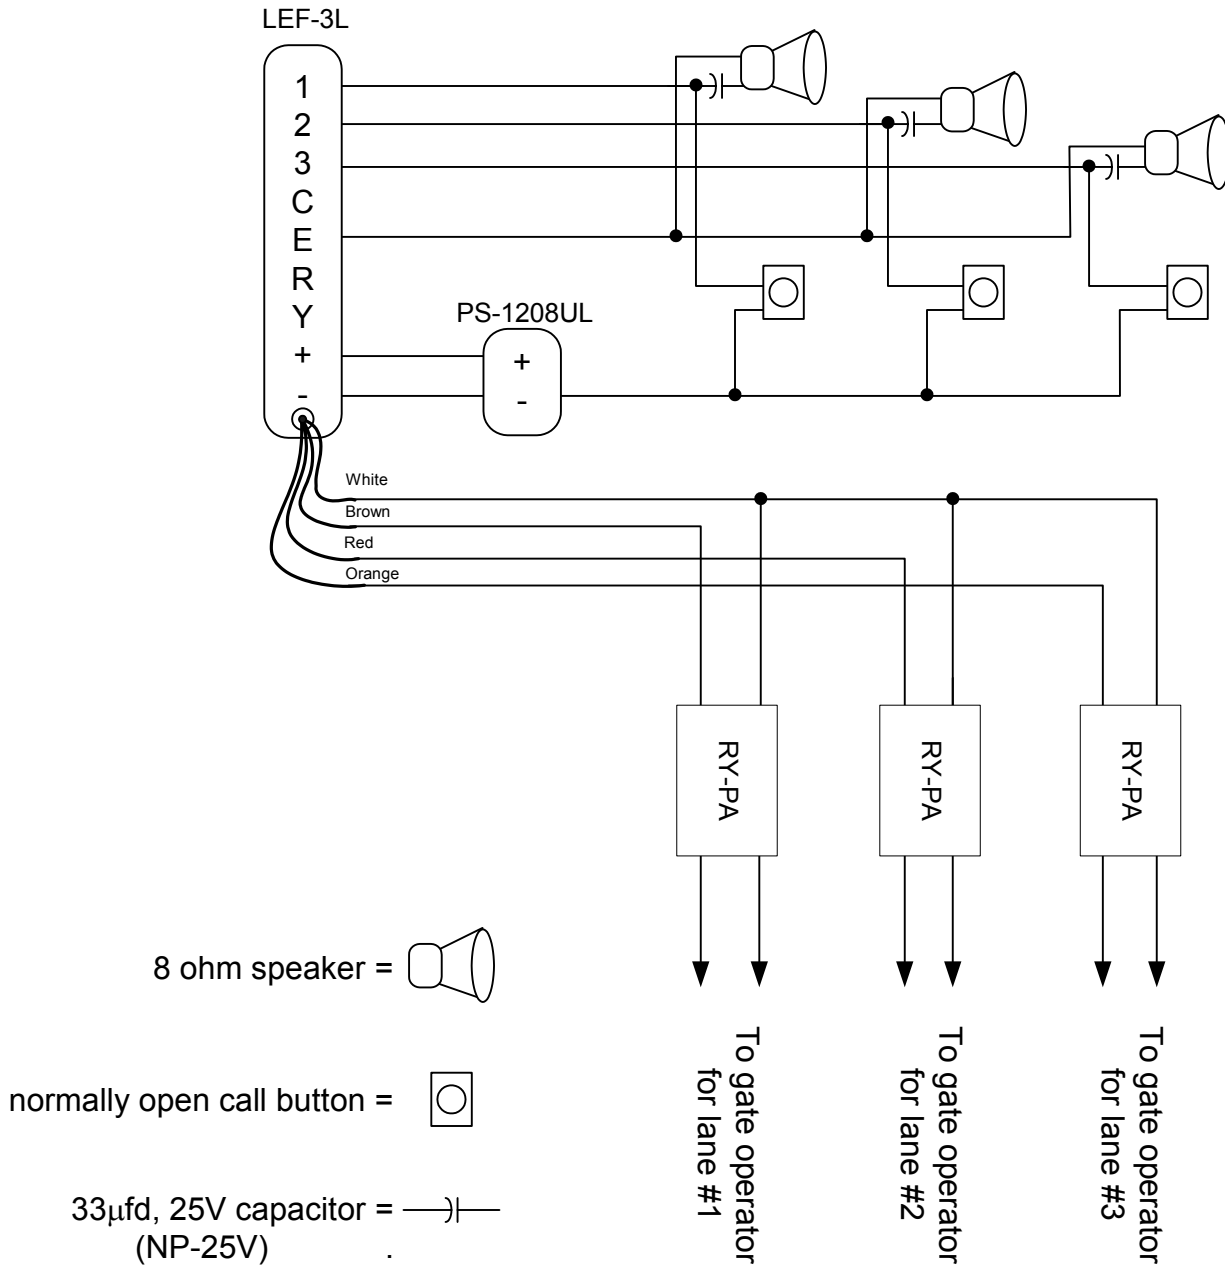 LEF-3L
1
2
3
C
E
R
Y
+
-
PS-1208UL
+
-
White
Brown
Red
Orange
RY-PA
RY-PA
RY-PA
8 ohm speaker =
normally open call button =
33μfd, 25V capacitor =
(NP-25V) .
To gate operator
for lane #1
To gate operator
for lane #2
To gate operator
for lane #3